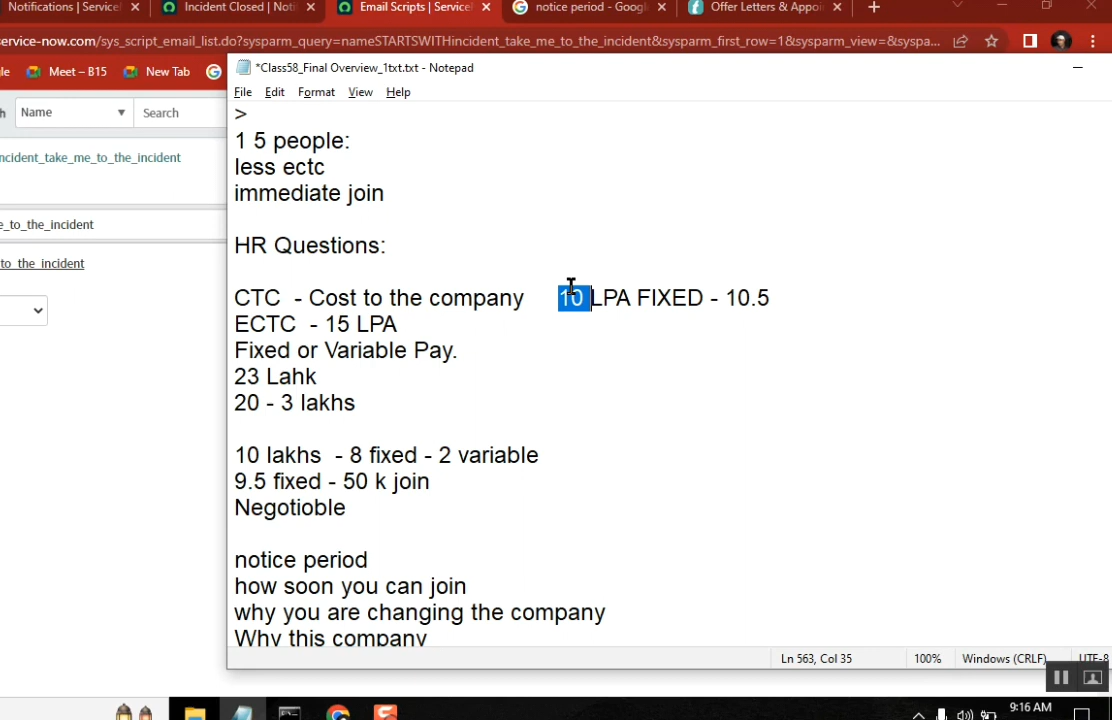 Notifications | Service
Incident Closed | Noti
Email Scripts | Service
notice period - Google
Offer Letters & Appoi
ervice-now.com/sys_script_email_list.do?sysparm_query=nameSTARTSWITHincident_take_me_to_the_incident&sysparm_first_row=1&sysparm_view=&syspa...
le
Meet – B15
New Tab
h
Name
Search
ncident_take_me_to_the_incident
e_to_the_incident
to_the_incident
*Class58_Final Overview_1txt.txt - Notepad
File Edit Format View Help
>
1 5 people:
less ectc
immediate join
HR Questions:
CTC - Cost to the company 10 LPA FIXED - 10.5
ECTC - 15 LPA
Fixed or Variable Pay.
23 Lahk
20 - 3 lakhs
10 lakhs - 8 fixed - 2 variable
9.5 fixed - 50 k join
Negotioble
notice period
how soon you can join
why you are changing the company
Why this company
Ln 563, Col 35
100%
Windows (CRLF)
UTF-8
9:16 AM